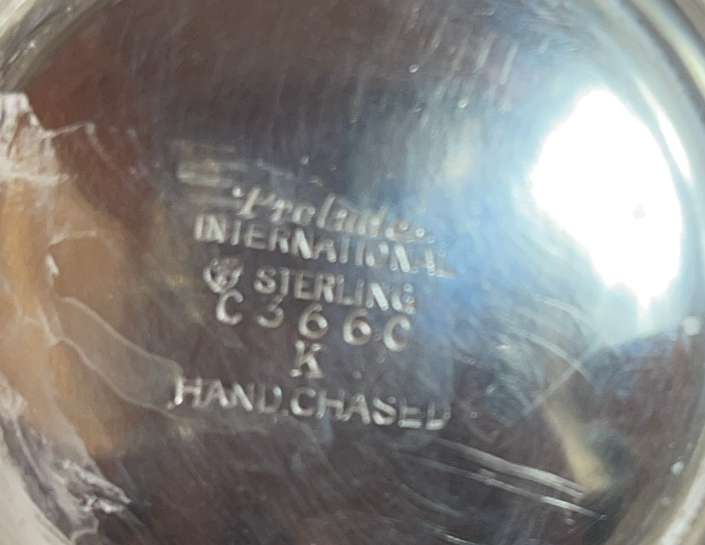 Prelude
INTERNATIONAL
STERLING
C366C
K
HAND CHASED